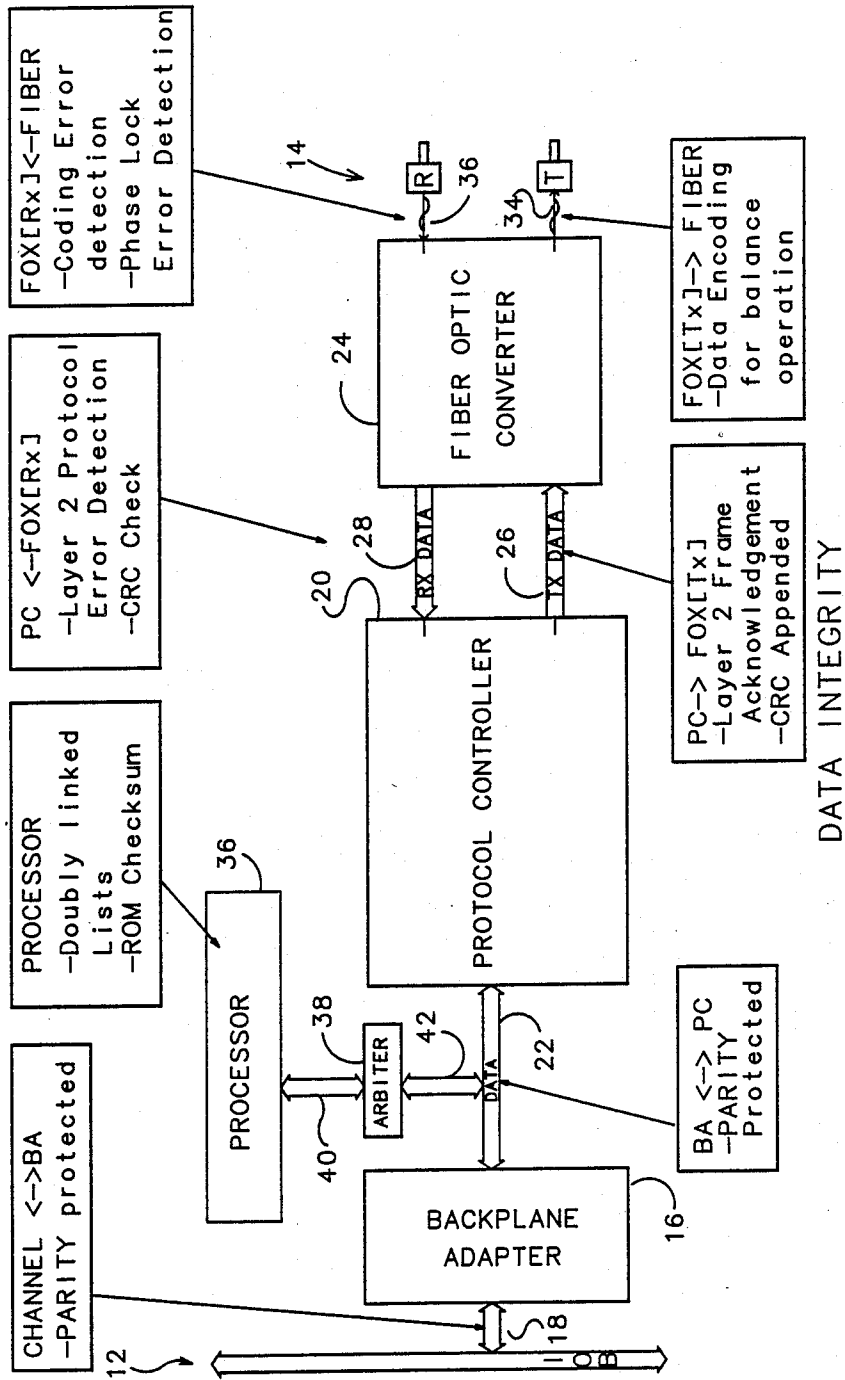 CHANNEL <->BA
-PARITY protected
PROCESSOR
-Doubly linked
Lists
-ROM Checksum
PC <-FOX[Rx]
-Layer 2 Protocol
Error Detection
-CRC Check
FOX[Rx]<-FIBER
-Coding Error
detection
-Phase Lock
Error Detection
12
36
PROCESSOR
40
38
ARBITER
42
20
28
RX DATA
24
14
R
36
IOB
18
BACKPLANE
ADAPTER
16
DATA
22
PROTOCOL CONTROLLER
26
TX DATA
FIBER OPTIC
CONVERTER
34
T
BA <-> PC
-PARITY
Protected
PC-> FOX[Tx]
-Layer 2 Frame
Acknowledgement
-CRC Appended
FOX[Tx]-> FIBER
-Data Encoding
for balance
operation
DATA INTEGRITY